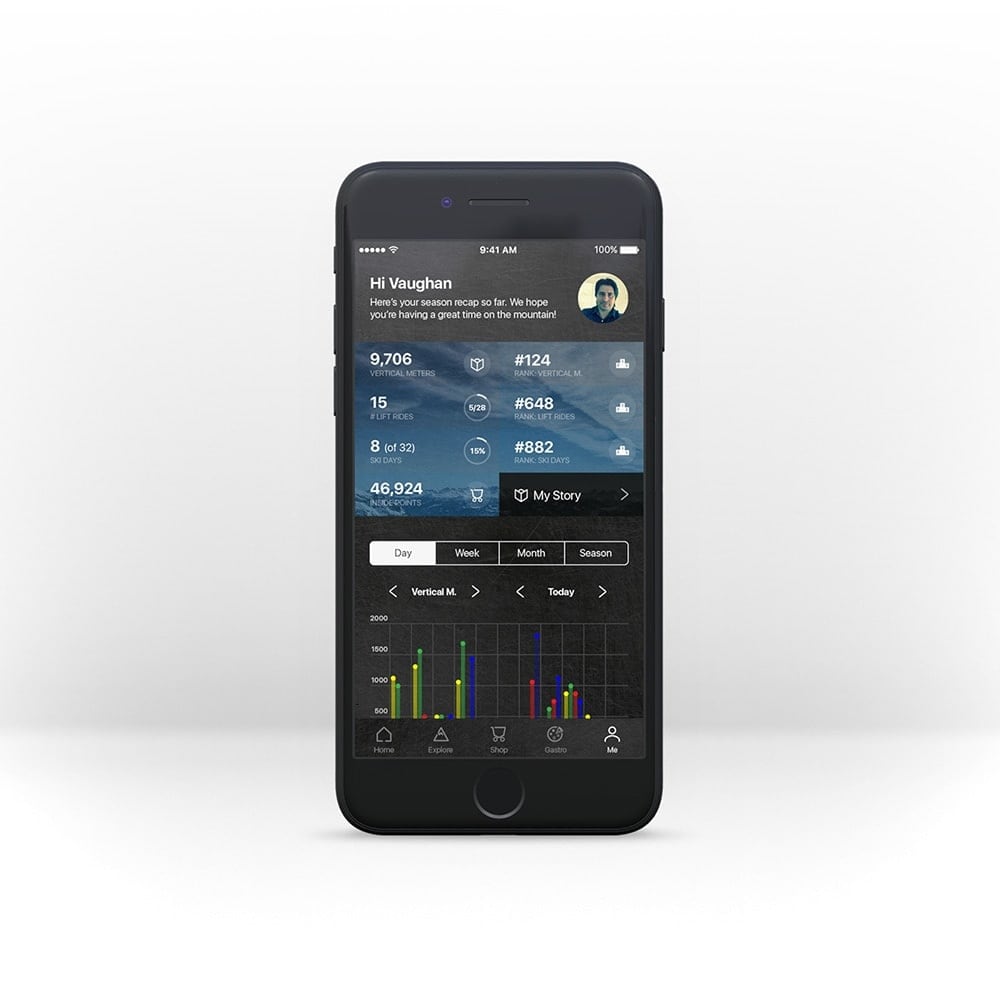 9:41 AM 100%
Hi Vaughan
Here's your season recap so far. We hope
you're having a great time on the mountain!
9,706
VERTICAL METERS
#124
RANK: VERTICAL M.
15
# LIFT RIDES
5/28
#648
RANK: LIFT RIDES
8 (of 32)
SKI DAYS
15%
#882
RANK: SKI DAYS
46,924
INSIDE POINTS
My Story
Day Week Month Season
Vertical M. Today
2000
1500
1000
500
Home Explore Shop Gastro Me